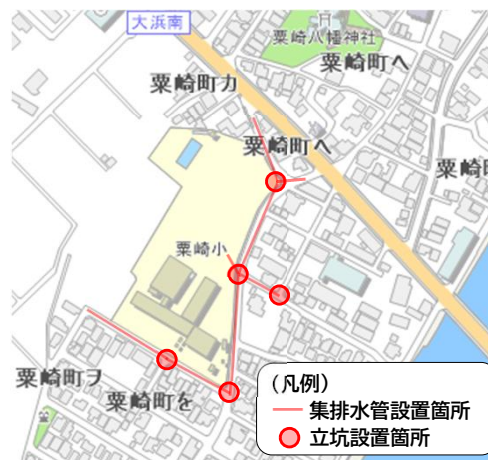 大浜南
粟崎八幡神社
粟崎町へ
粟崎町カ
粟崎町へ
粟崎町
粟崎小
粟崎町ヲ
粟崎町を
（凡例）
集排水管設置箇所
立坑設置箇所